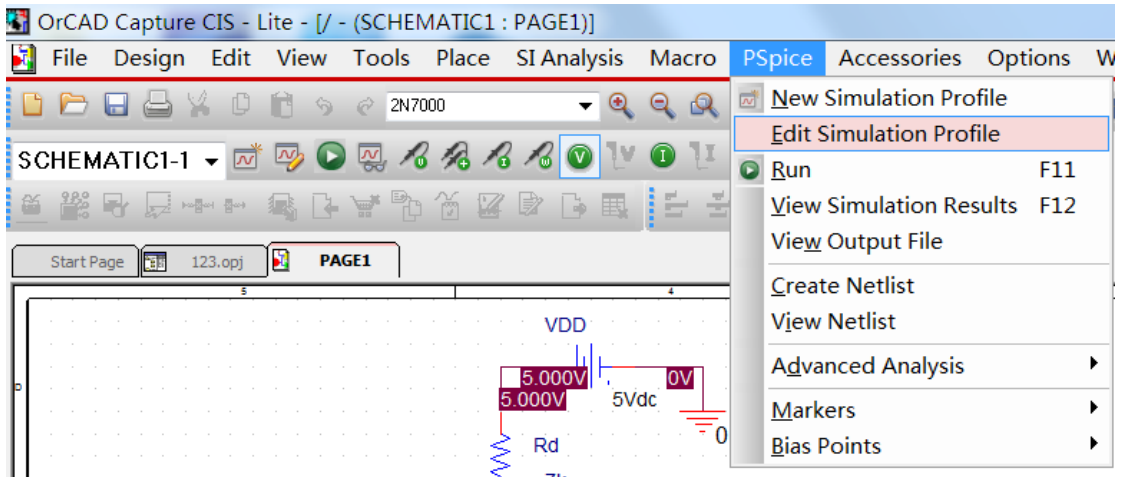 OrCAD Capture CIS - Lite - [/ - (SCHEMATIC1 : PAGE1)]
File Design Edit View Tools Place SI Analysis Macro PSpice Accessories Options W
2N7000
New Simulation Profile
Edit Simulation Profile
SCHEMATIC1-1
Run F11
View Simulation Results F12
View Output File
Start Page 123.opj PAGE1
Create Netlist
5 4
View Netlist
VDD
Advanced Analysis
5.000V 0V
5.000V 5Vdc
Markers
0
Rd
Bias Points